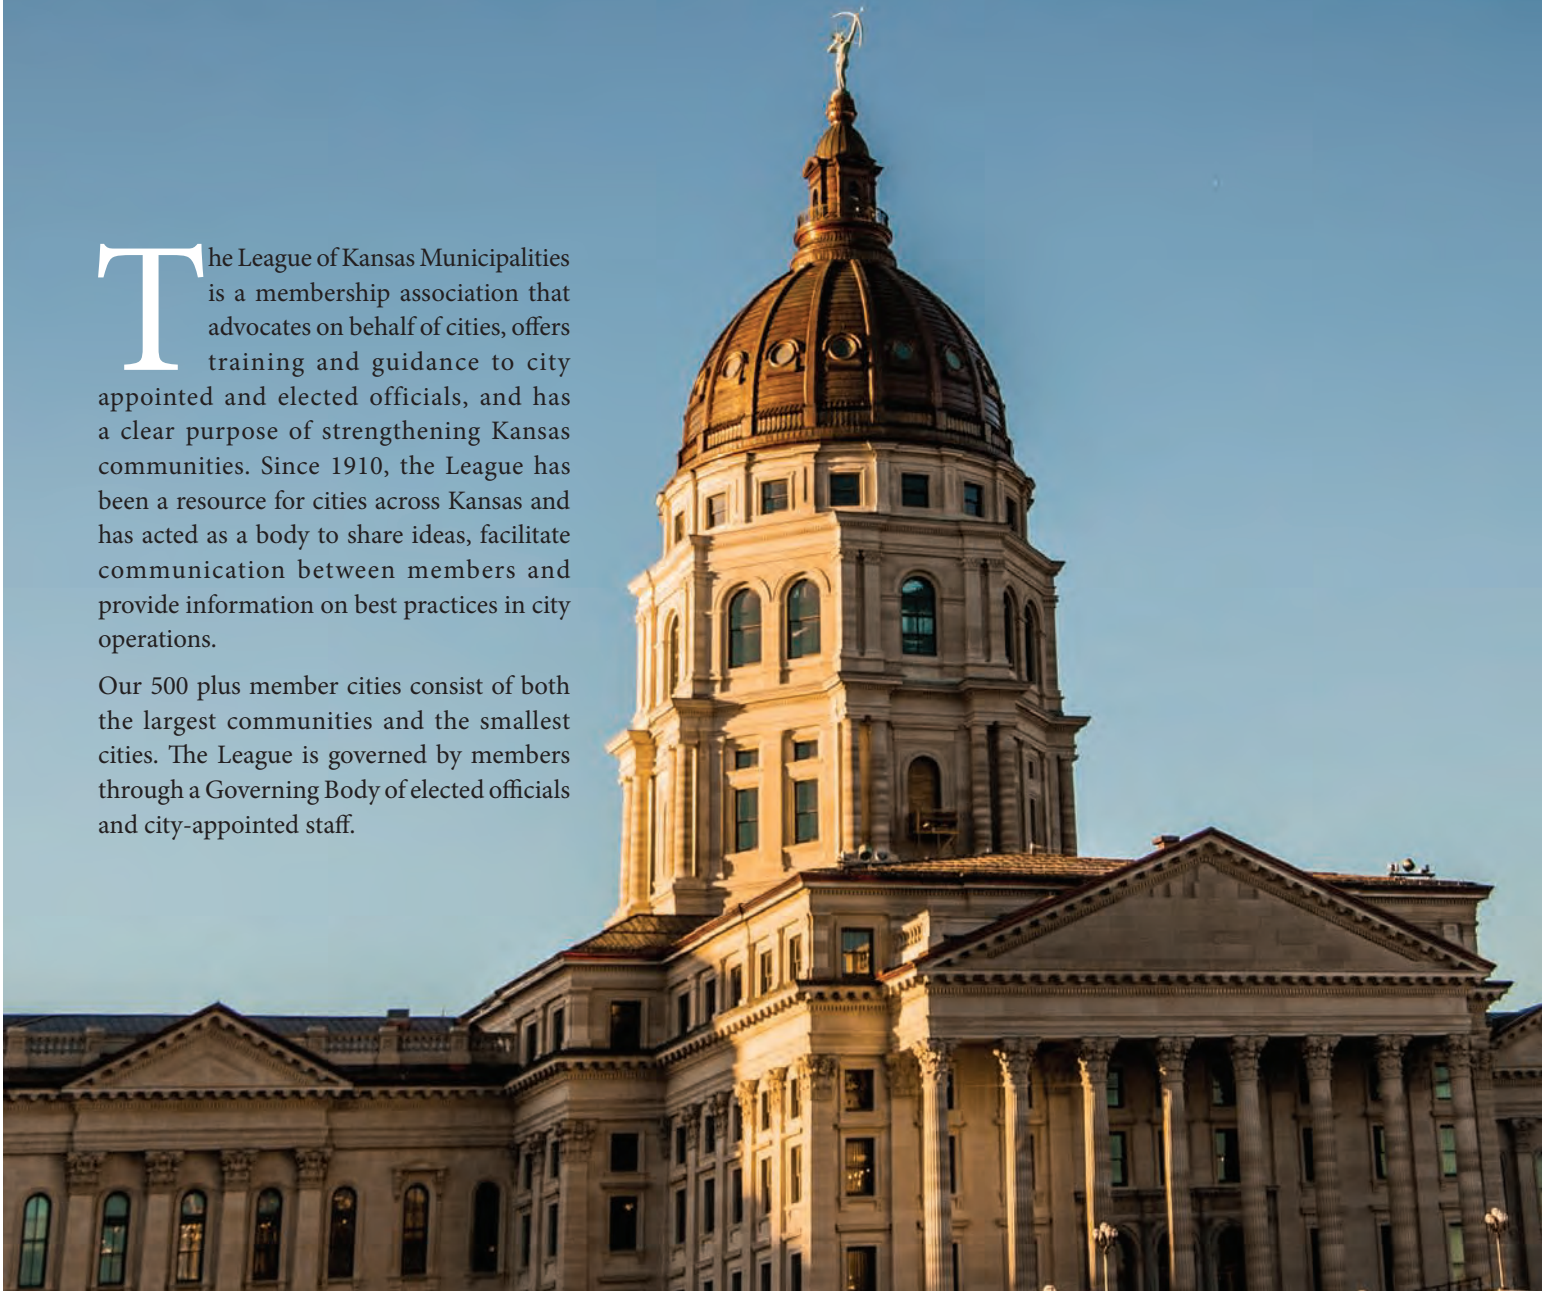 The League of Kansas Municipalities
is a membership association that
advocates on behalf of cities, offers
training and guidance to city
appointed and elected officials, and has
a clear purpose of strengthening Kansas
communities. Since 1910, the League has
been a resource for cities across Kansas and
has acted as a body to share ideas, facilitate
communication between members and
provide information on best practices in city
operations.
Our 500 plus member cities consist of both
the largest communities and the smallest
cities. The League is governed by members
through a Governing Body of elected officials
and city-appointed staff.